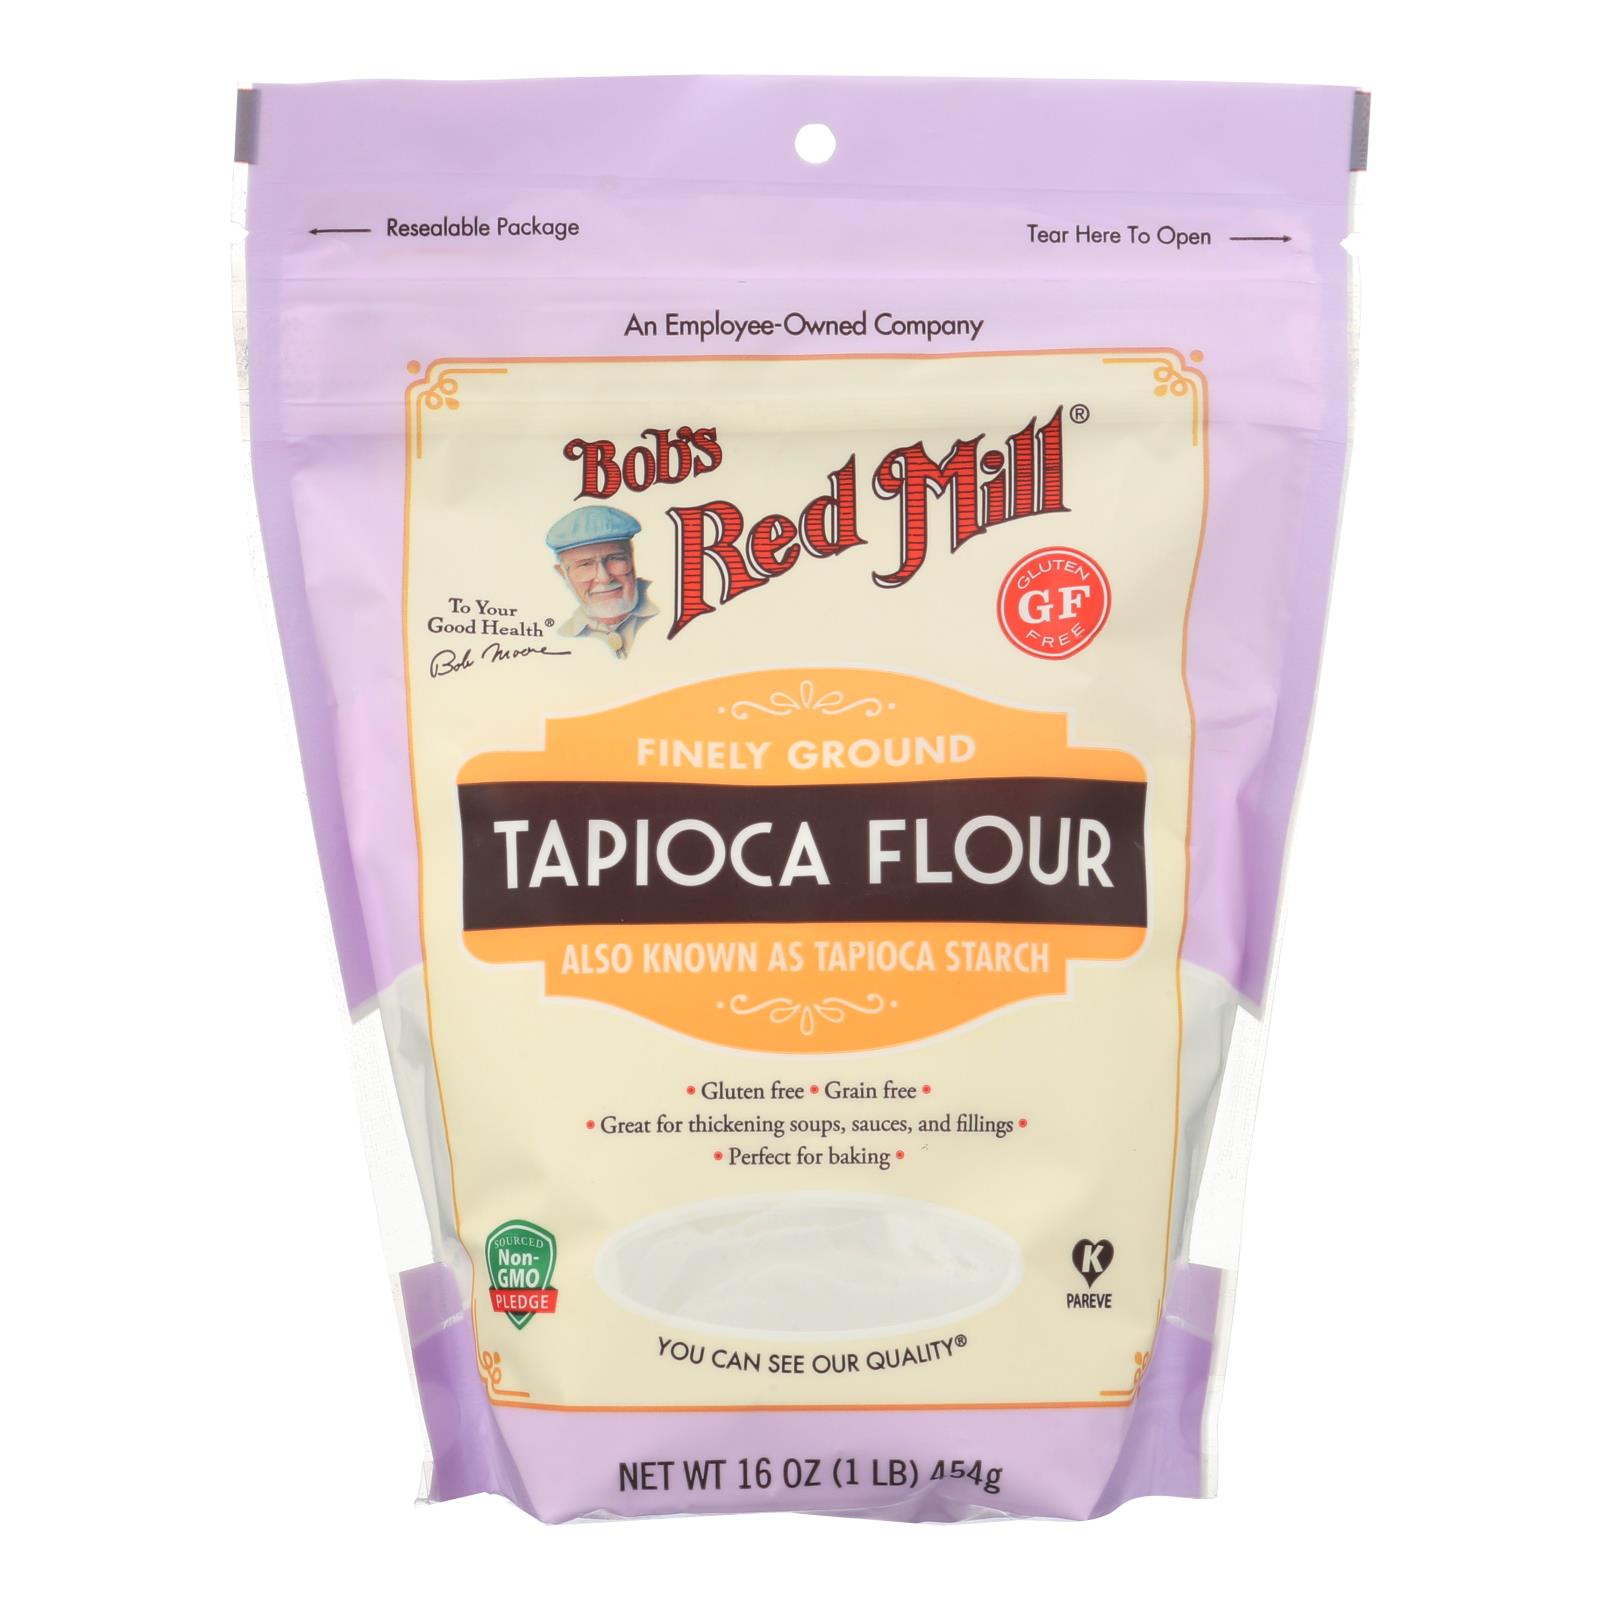 Resealable Package
Tear Here To Open
An Employee-Owned Company
Bob's
Red Mill®
To Your
Good Health®
Bob Moore
GLUTEN
GF
FREE
FINELY GROUND
TAPIOCA FLOUR
ALSO KNOWN AS TAPIOCA STARCH
• Gluten free • Grain free •
• Great for thickening soups, sauces, and fillings •
• Perfect for baking •
SOURCED
Non-
GMO
PLEDGE
K
PAREVE
YOU CAN SEE OUR QUALITY®
NET WT 16 OZ (1 LB) 454g